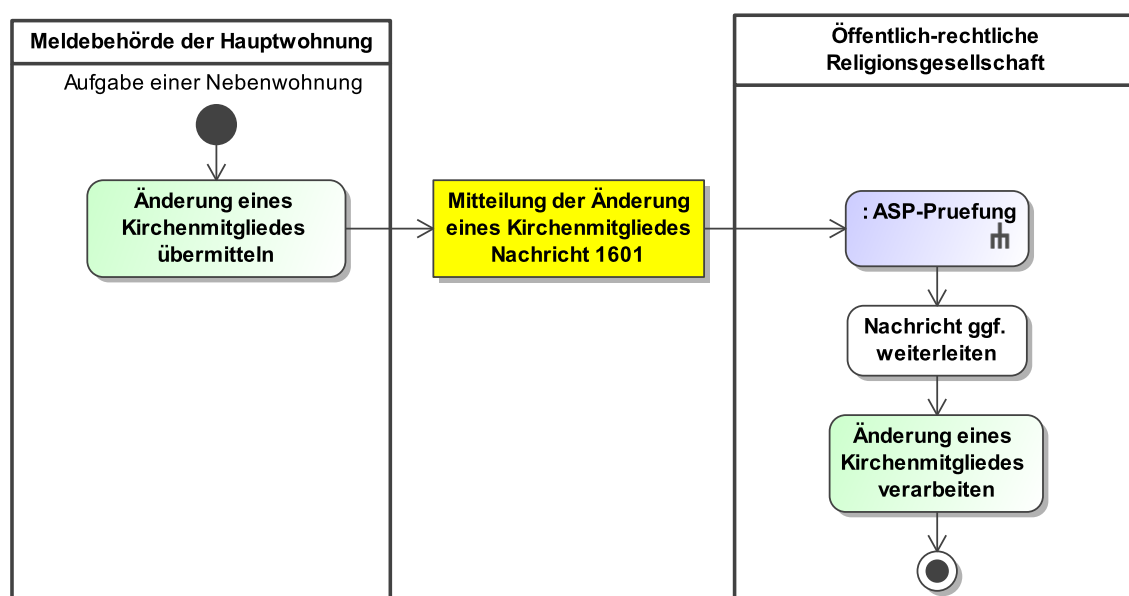 Meldebehörde der Hauptwohnung
Aufgabe einer Nebenwohnung
Änderung eines
Kirchenmitgliedes
übermitteln
Mitteilung der Änderung
eines Kirchenmitgliedes
Nachricht 1601
Öffentlich-rechtliche
Religionsgesellschaft
: ASP-Pruefung
Nachricht ggf.
weiterleiten
Änderung eines
Kirchenmitgliedes
verarbeiten